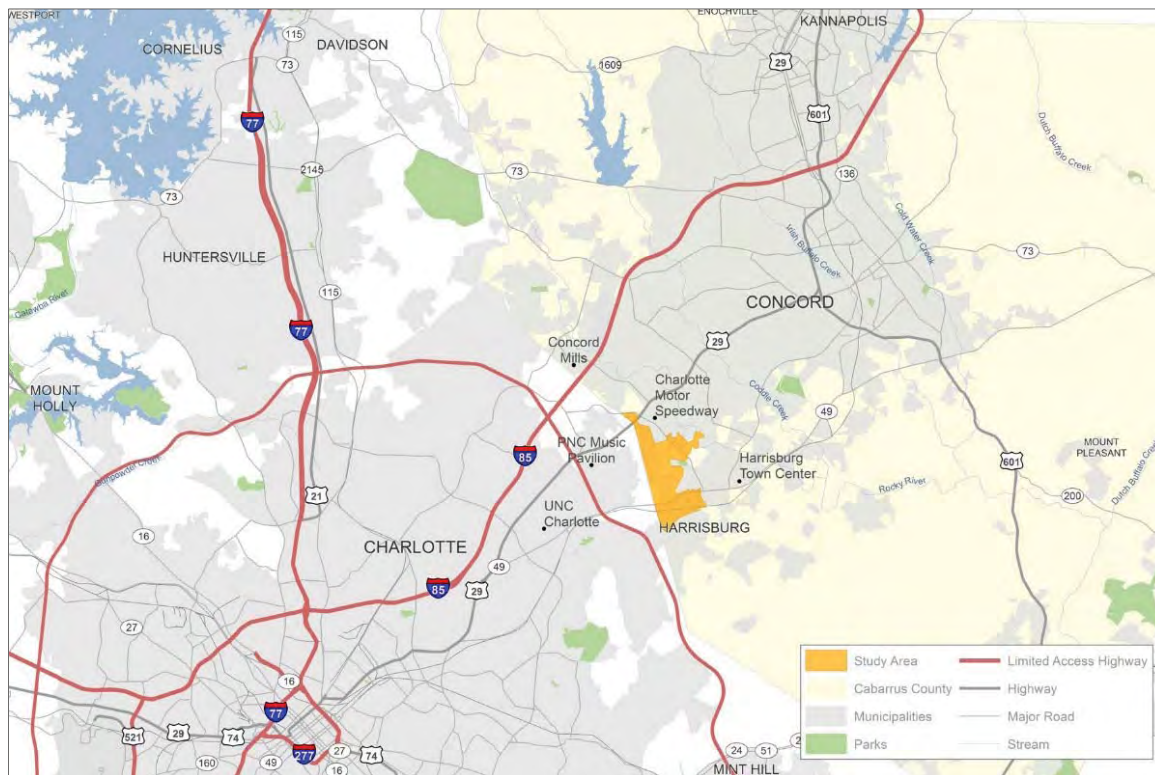 WESTPORT
CORNELIUS
115
DAVIDSON
73
ENOCHVILLE
KANNAPOLIS
29
1609
601
77
2145
73
73
136
Dutch Buffalo Creek
Cold Water Creek
Irish Buffalo Creek
73
HUNTERSVILLE
115
Catawba River
77
CONCORD
29
Concord
Mills
MOUNT
HOLLY
Charlotte
Motor
Speedway
Coddle Creek
49
PNC Music
Pavilion
85
Harrisburg
Town Center
MOUNT
PLEASANT
601
Gunpowder Creek
21
Rocky River
200
Dutch Buffalo Creek
UNC
Charlotte
HARRISBURG
16
CHARLOTTE
49
85
29
27
16
77
521
29
74
277
27
74
160
49
16
24
51
MINT HILL
Study Area
Cabarrus County
Municipalities
Parks
Limited Access Highway
Highway
Major Road
Stream